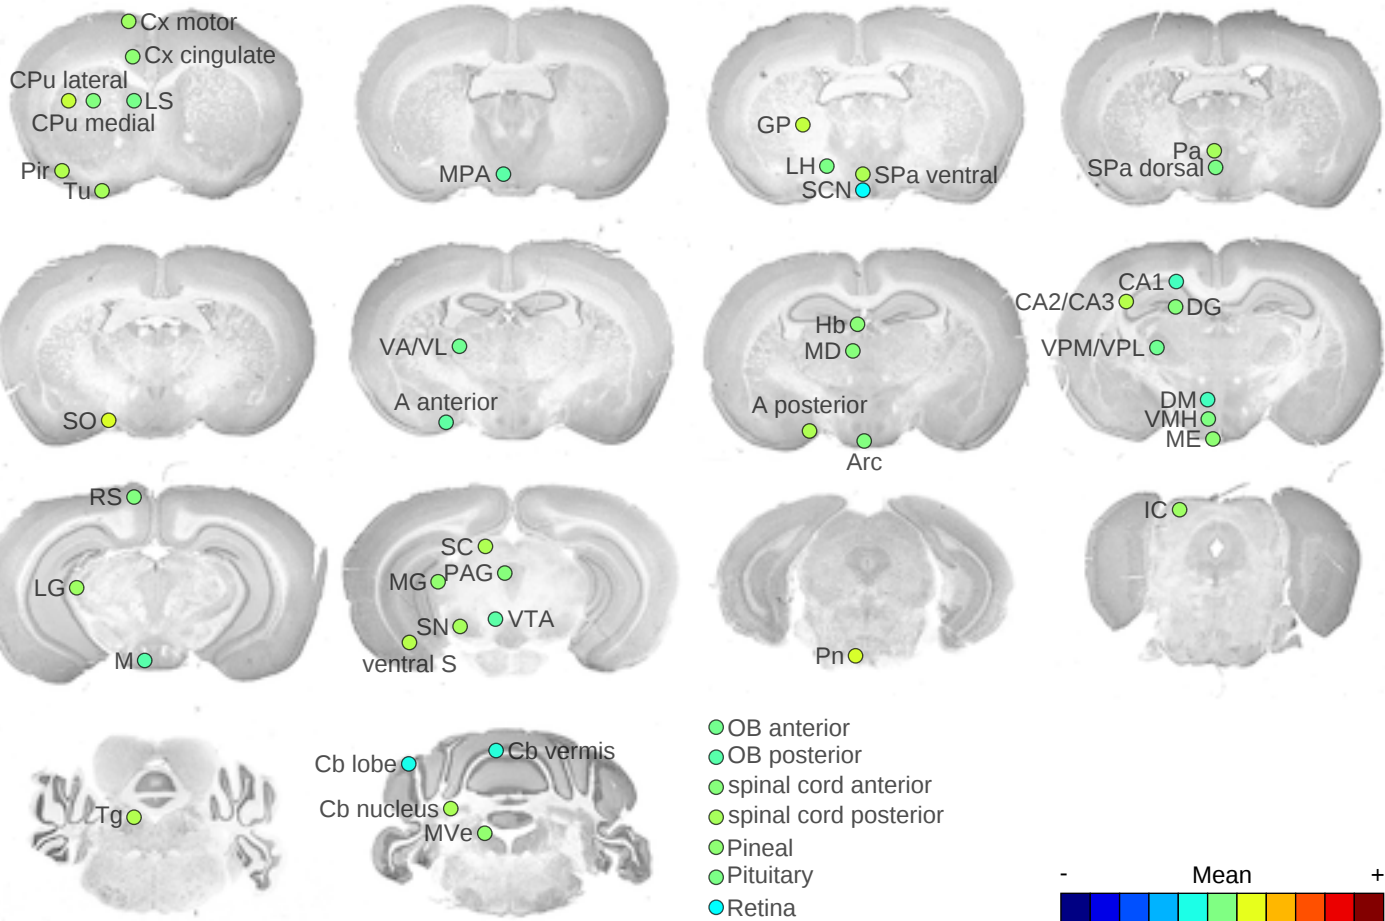 Cx motor
Cx cingulate
CPu lateral
LS
CPu medial
Pir
Tu
MPA
GP
LH
SPa ventral
SCN
Pa
SPa dorsal
SO
VA/VL
A anterior
Hb
MD
A posterior
Arc
CA1
CA2/CA3
DG
VPM/VPL
DM
VMH
ME
RS
LG
M
SC
MG
PAG
SN
VTA
ventral S
Pn
IC
Tg
Cb lobe
Cb vermis
Cb nucleus
MVe
OB anterior
OB posterior
spinal cord anterior
spinal cord posterior
Pineal
Pituitary
Retina
- Mean +